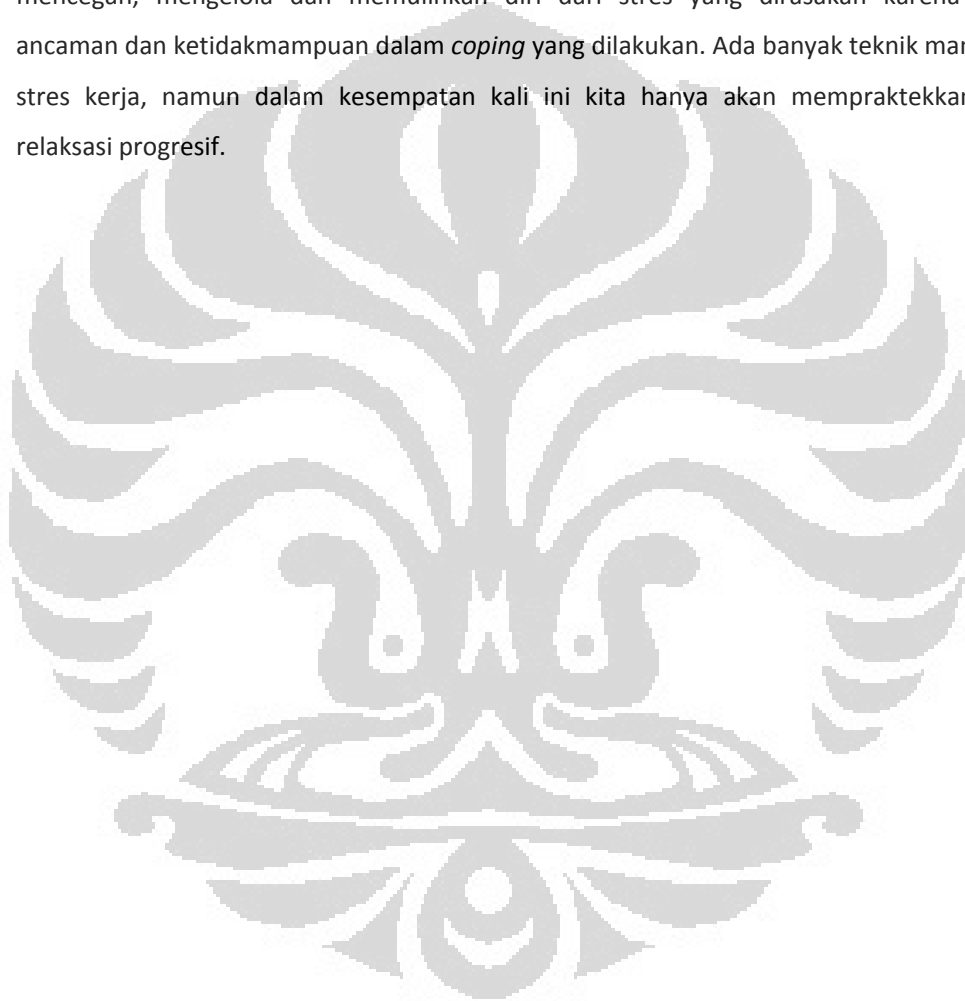 mencegah, mengelola dan memulihkan diri dari stres yang dirasakan karena
ancaman dan ketidakmampuan dalam coping yang dilakukan. Ada banyak teknik
stres kerja, namun dalam kesempatan kali ini kita hanya akan
relaksasi progresif.